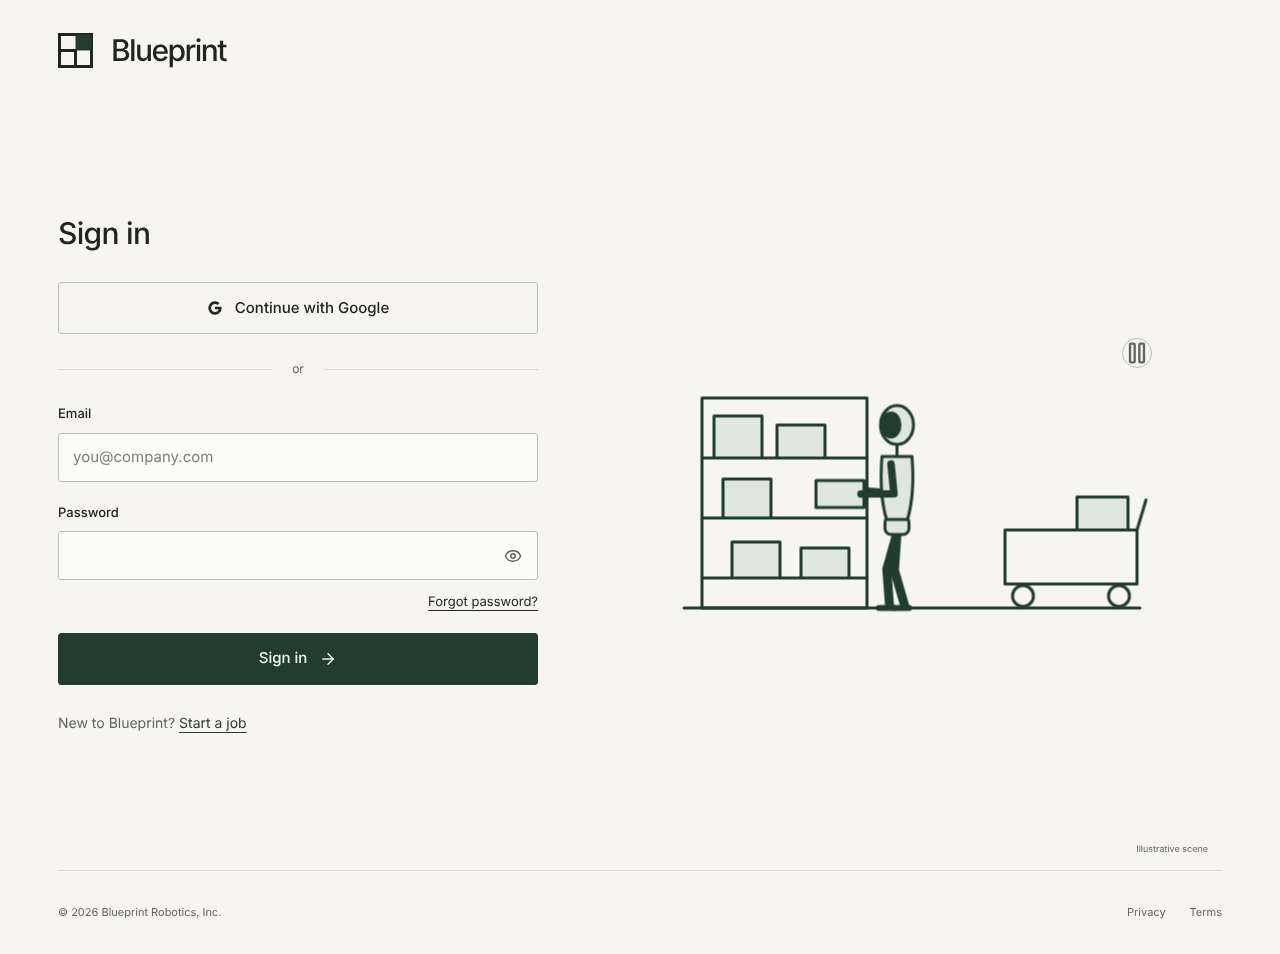 Blueprint
Sign in
Continue with Google
or
Email
you@company.com
Password
Forgot password?
Sign in
New to Blueprint? Start a job
Illustrative scene
© 2026 Blueprint Robotics, Inc.
Privacy Terms